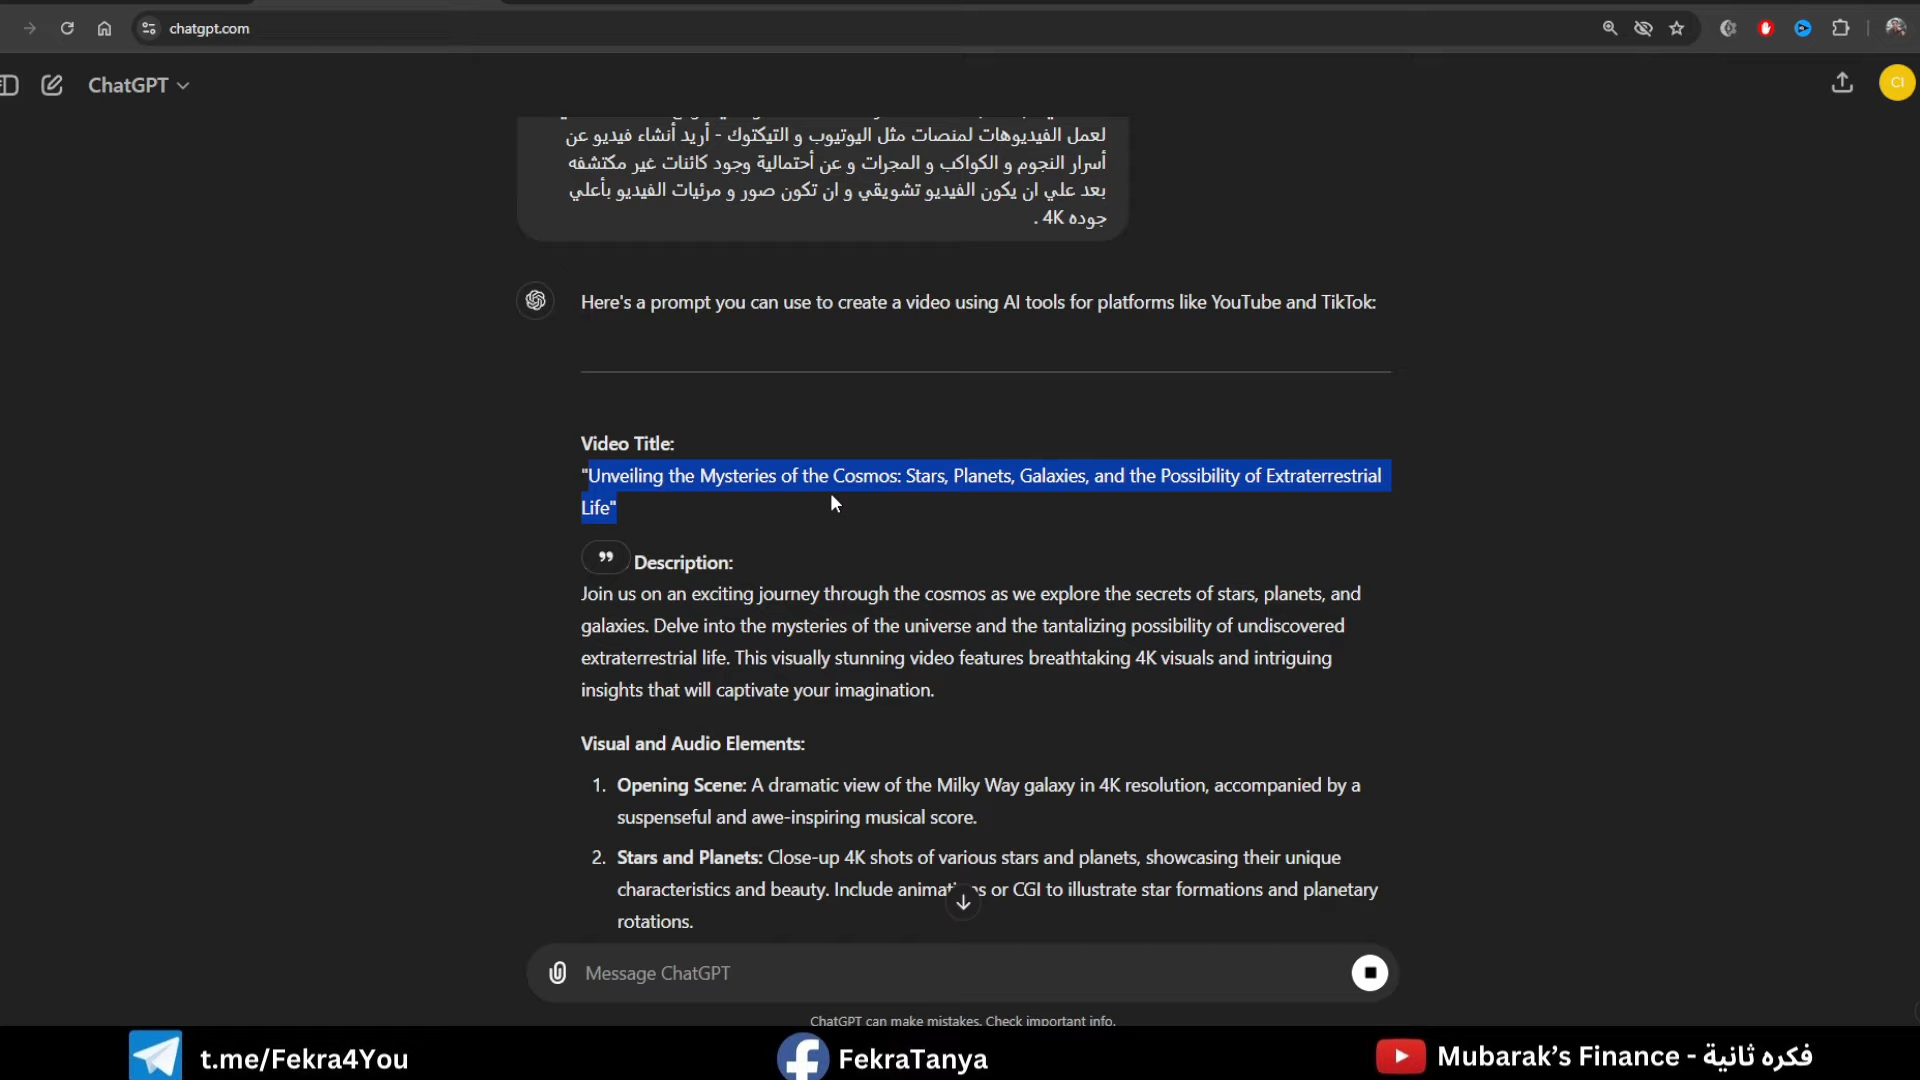 chatgpt.com
ChatGPT
CI
لعمل الفيديوهات لمنصات مثل اليوتيوب و التيكتوك - أريد أنشاء فيديو عن
أسرار النجوم و الكواكب و المجرات و عن أحتمالية وجود كائنات غير مكتشفه
بعد علي ان يكون الفيديو تشويقي و ان تكون صور و مرئيات الفيديو بأعلي
جوده 4K .
Here's a prompt you can use to create a video using AI tools for platforms like YouTube and TikTok:
Video Title:
"Unveiling the Mysteries of the Cosmos: Stars, Planets, Galaxies, and the Possibility of Extraterrestrial
Life"
Description:
Join us on an exciting journey through the cosmos as we explore the secrets of stars, planets, and
galaxies. Delve into the mysteries of the universe and the tantalizing possibility of undiscovered
extraterrestrial life. This visually stunning video features breathtaking 4K visuals and intriguing
insights that will captivate your imagination.
Visual and Audio Elements:
1. Opening Scene: A dramatic view of the Milky Way galaxy in 4K resolution, accompanied by a
suspenseful and awe-inspiring musical score.
2. Stars and Planets: Close-up 4K shots of various stars and planets, showcasing their unique
characteristics and beauty. Include animations or CGI to illustrate star formations and planetary
rotations.
Message ChatGPT
ChatGPT can make mistakes. Check important info.
t.me/Fekra4You
FekraTanya
Mubarak's Finance - فكره ثانية